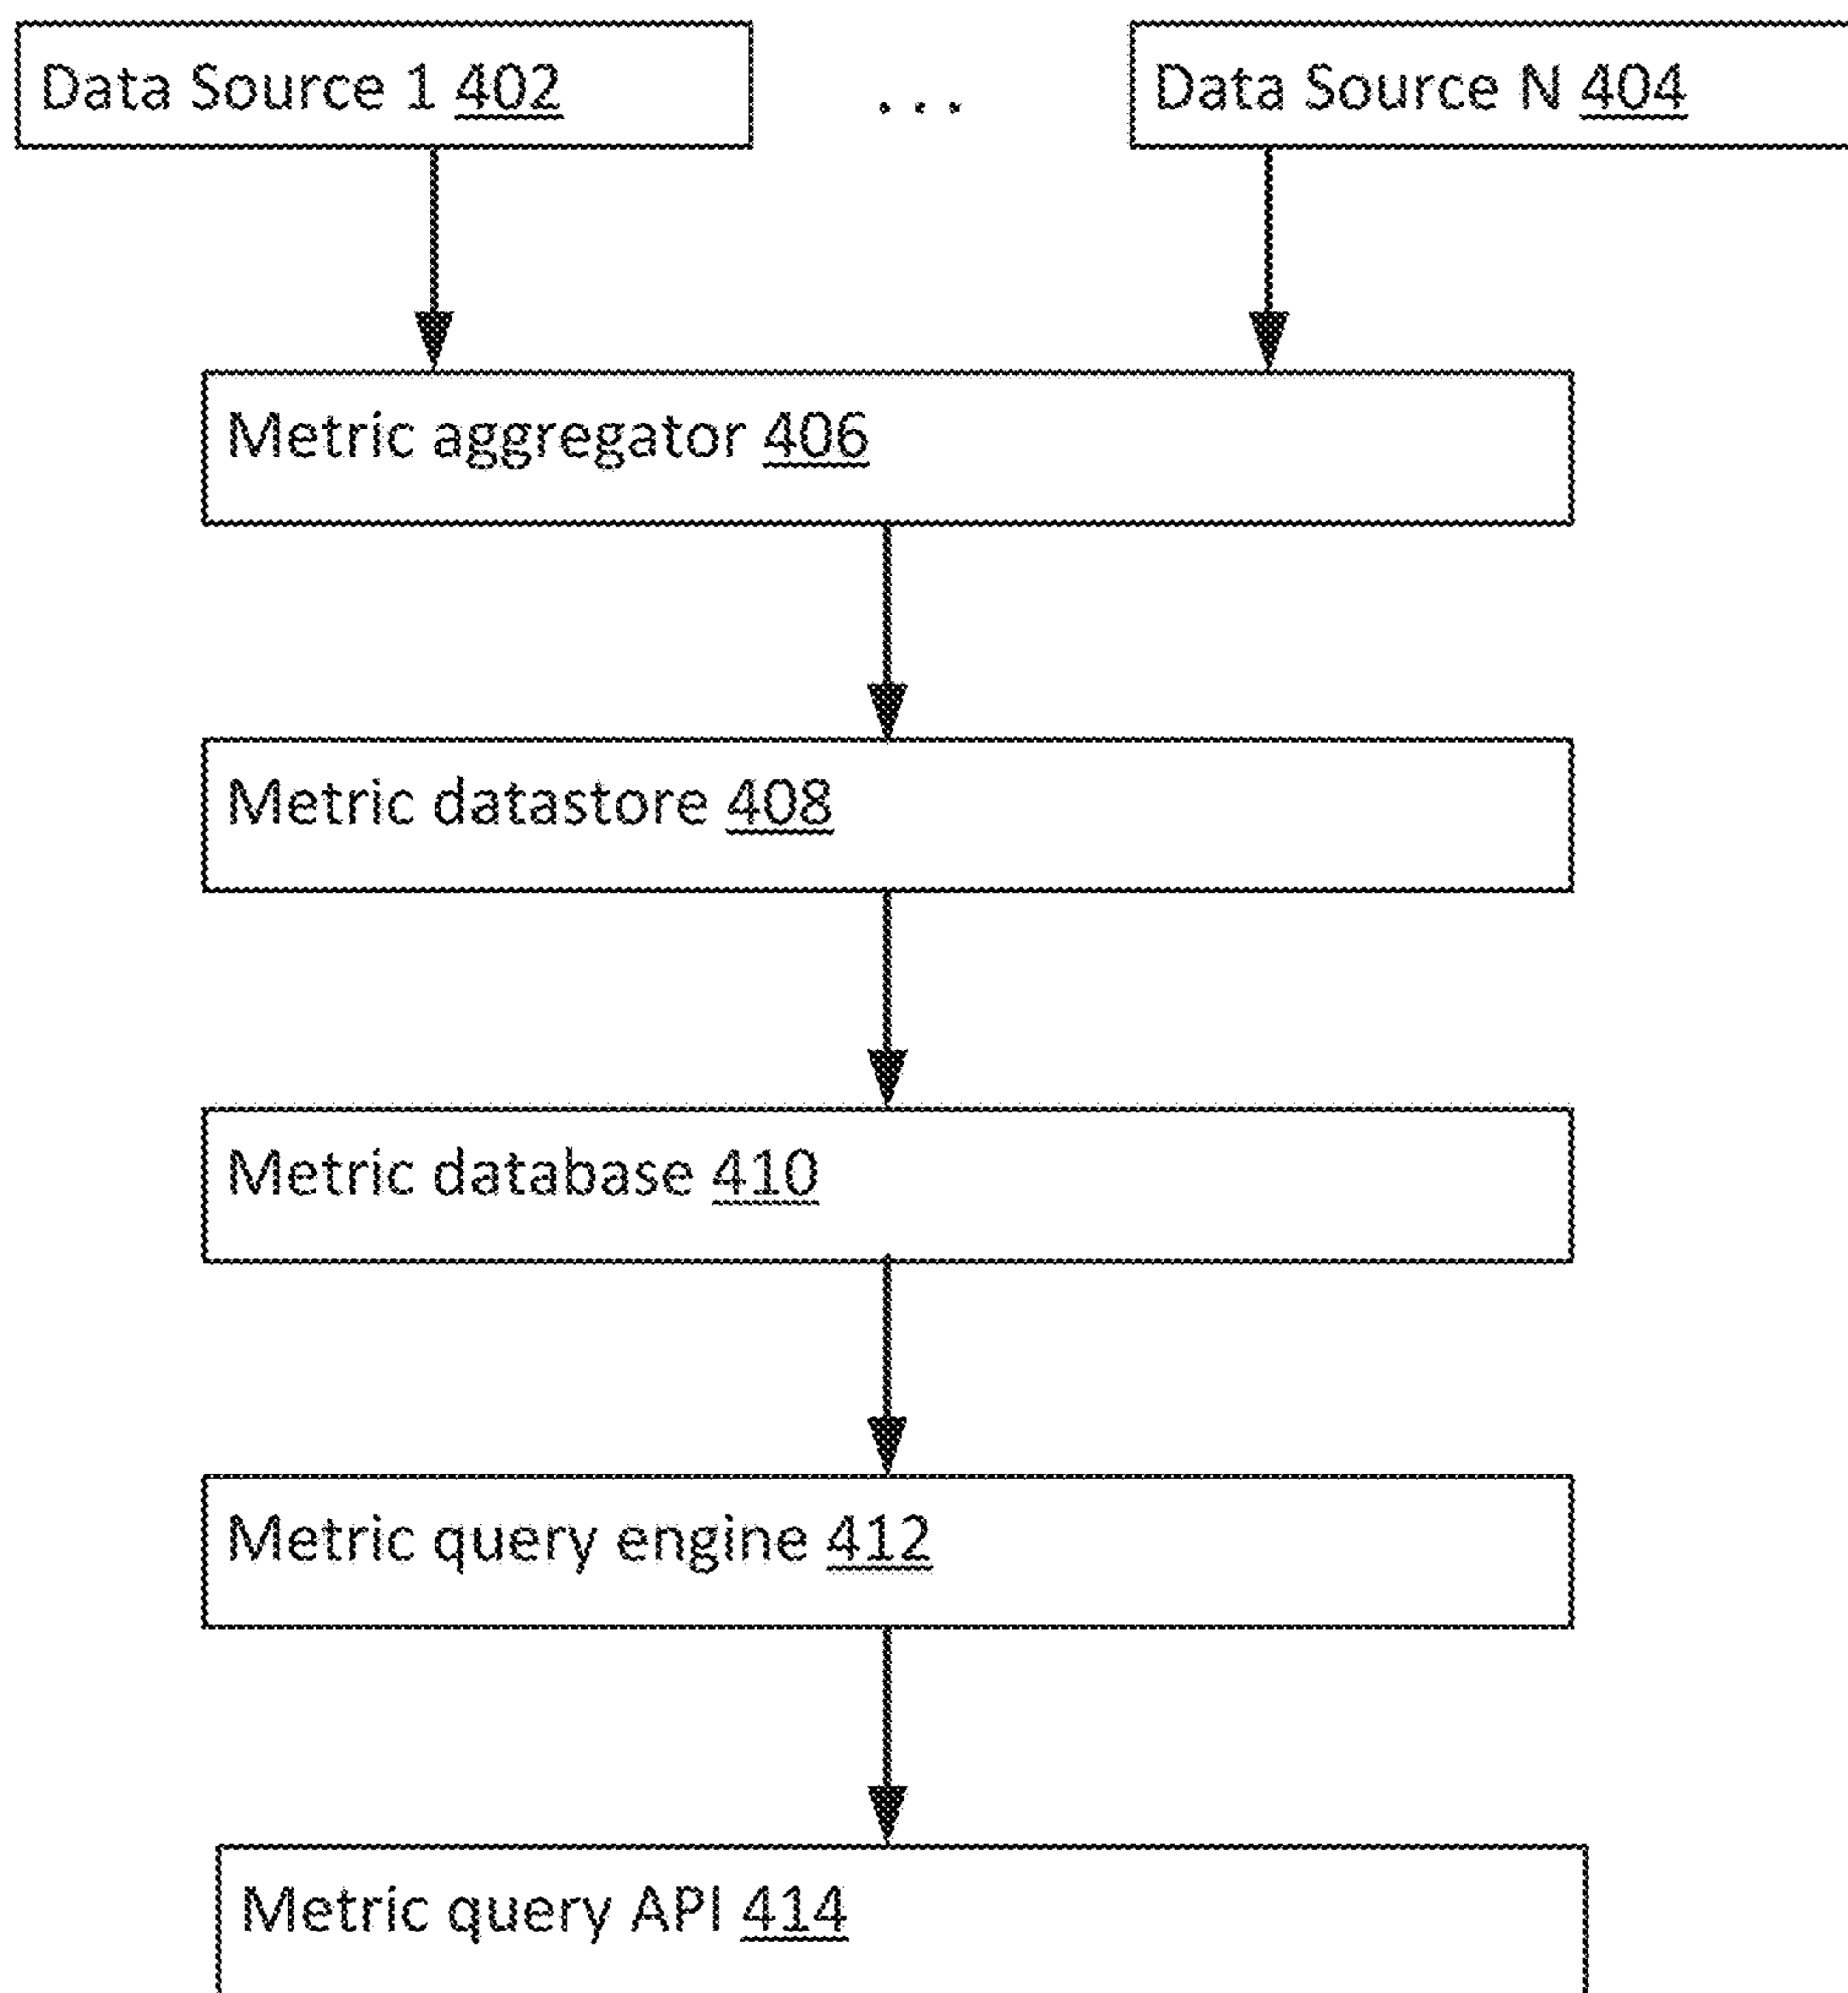 Data Source 1 402
. . .
Data Source N 404
Metric aggregator 406
Metric datastore 408
Metric database 410
Metric query engine 412
Metric query API 414